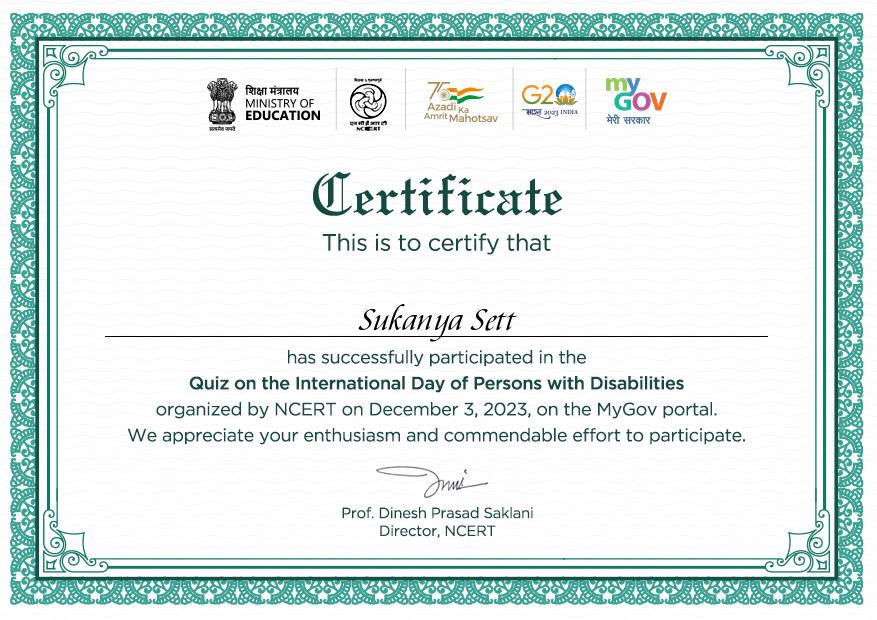 शिक्षा मंत्रालय
MINISTRY OF
EDUCATION
सत्यमेव जयते
एन सी ई आर टी
NCERT
75
Azadi Ka
Amrit Mahotsav
G20
भारत 2023 INDIA
my
GOV
मेरी सरकार
Certificate
This is to certify that
Sukanya Sett
has successfully participated in the
Quiz on the International Day of Persons with Disabilities
organized by NCERT on December 3, 2023, on the MyGov portal.
We appreciate your enthusiasm and commendable effort to participate.
Prof. Dinesh Prasad Saklani
Director, NCERT